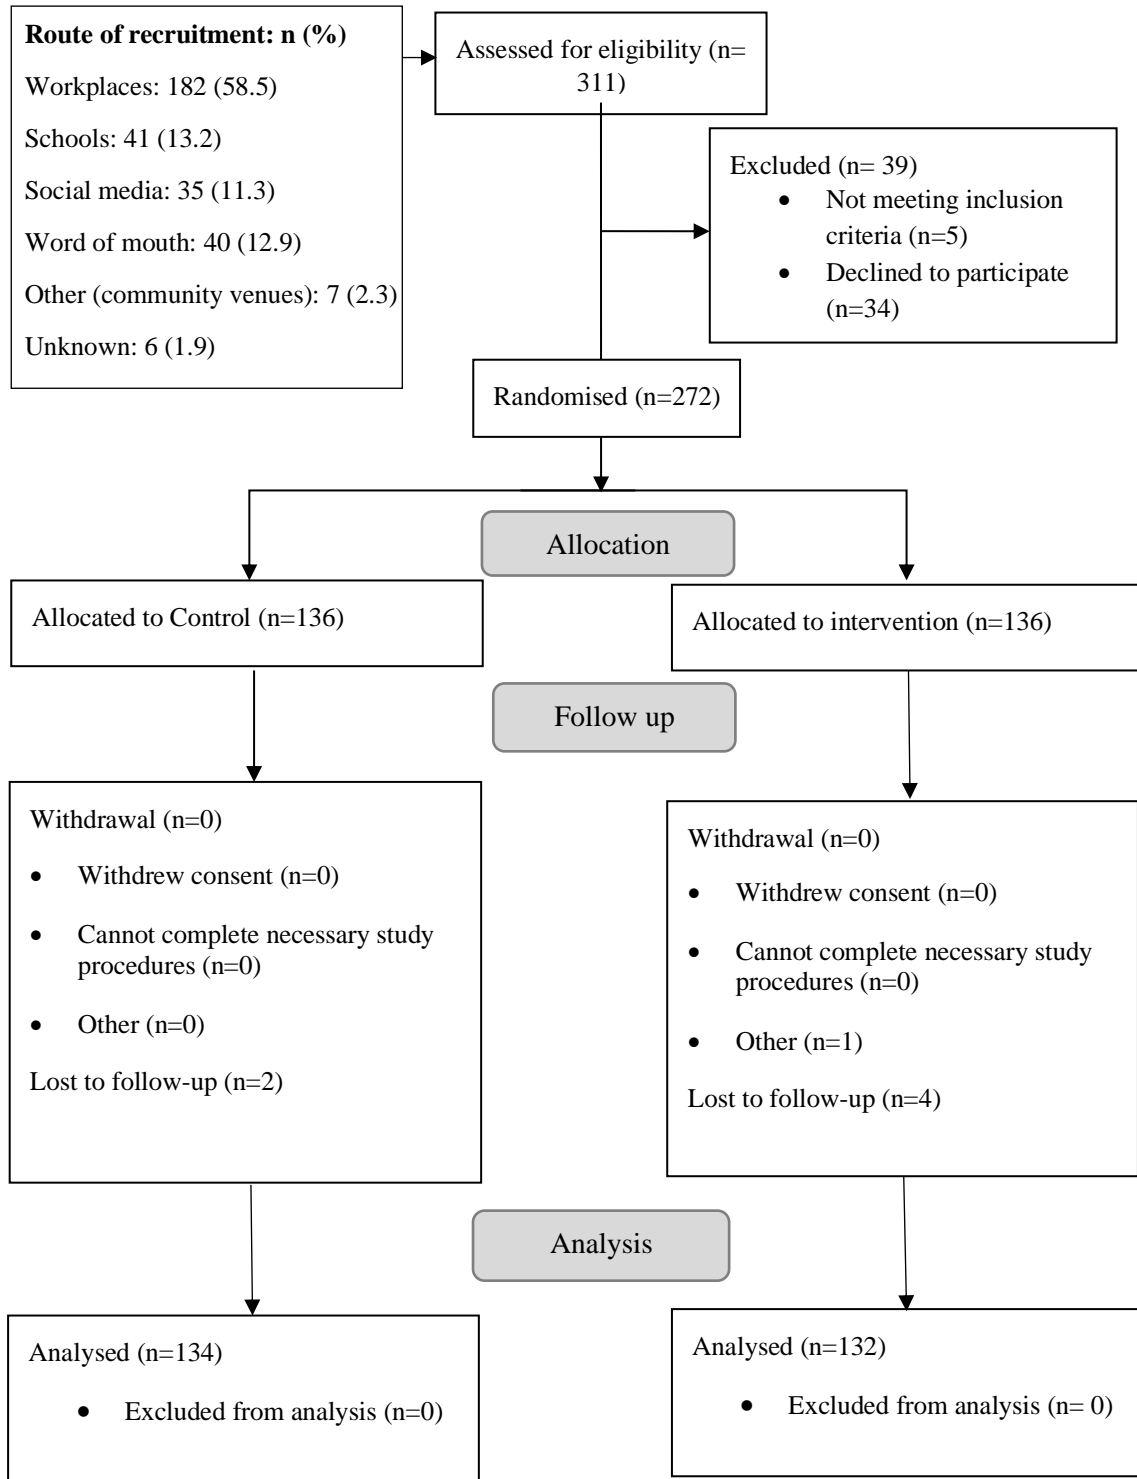 Route of recruitment: n (%)
Workplaces: 182 (58.5)
Schools: 41 (13.2)
Social media: 35 (11.3)
Word of mouth: 40 (12.9)
Other (community venues): 7 (2.3)
Unknown: 6 (1.9)
Assessed for eligibility (n=
311)
Excluded (n= 39)
• Not meeting inclusion
criteria (n=5)
• Declined to participate
(n=34)
Randomised (n=272)
Allocation
Allocated to Control (n=136)
Allocated to intervention (n=136)
Follow up
Withdrawal (n=0)
• Withdrew consent (n=0)
• Cannot complete necessary study
procedures (n=0)
• Other (n=0)
Lost to follow-up (n=2)
Withdrawal (n=0)
• Withdrew consent (n=0)
• Cannot complete necessary study
procedures (n=0)
• Other (n=1)
Lost to follow-up (n=4)
Analysis
Analysed (n=134)
• Excluded from analysis (n=0)
Analysed (n=132)
• Excluded from analysis (n= 0)